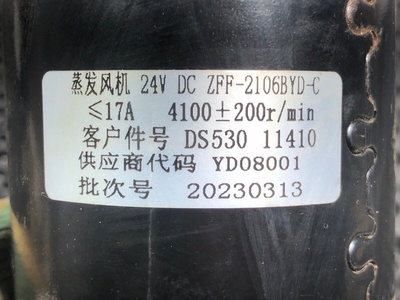 蒸发风机 24V DC ZFF-2106BYD-C
≤17A 4100±200r/min
客户件号 DS530 11410
供应商代码 YD08001
批次号 20230313